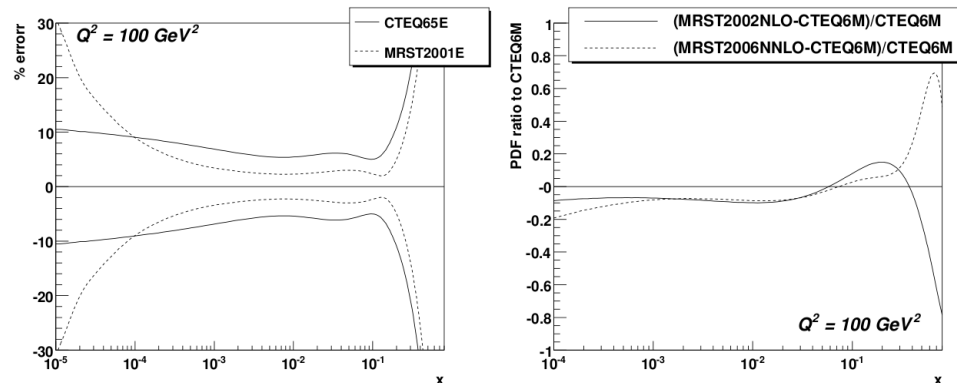 % erorr
30
20
10
0
-10
-20
-30
Q² = 100 GeV²
CTEQ65E
MRST2001E
10⁻⁵
10⁻⁴
10⁻³
10⁻²
10⁻¹
x
PDF ratio to CTEQ6M
1
0.8
0.6
0.4
0.2
-0
-0.2
-0.4
-0.6
-0.8
-1
(MRST2002NLO-CTEQ6M)/CTEQ6M
(MRST2006NNLO-CTEQ6M)/CTEQ6M
Q² = 100 GeV²
10⁻⁴
10⁻³
10⁻²
10⁻¹
x